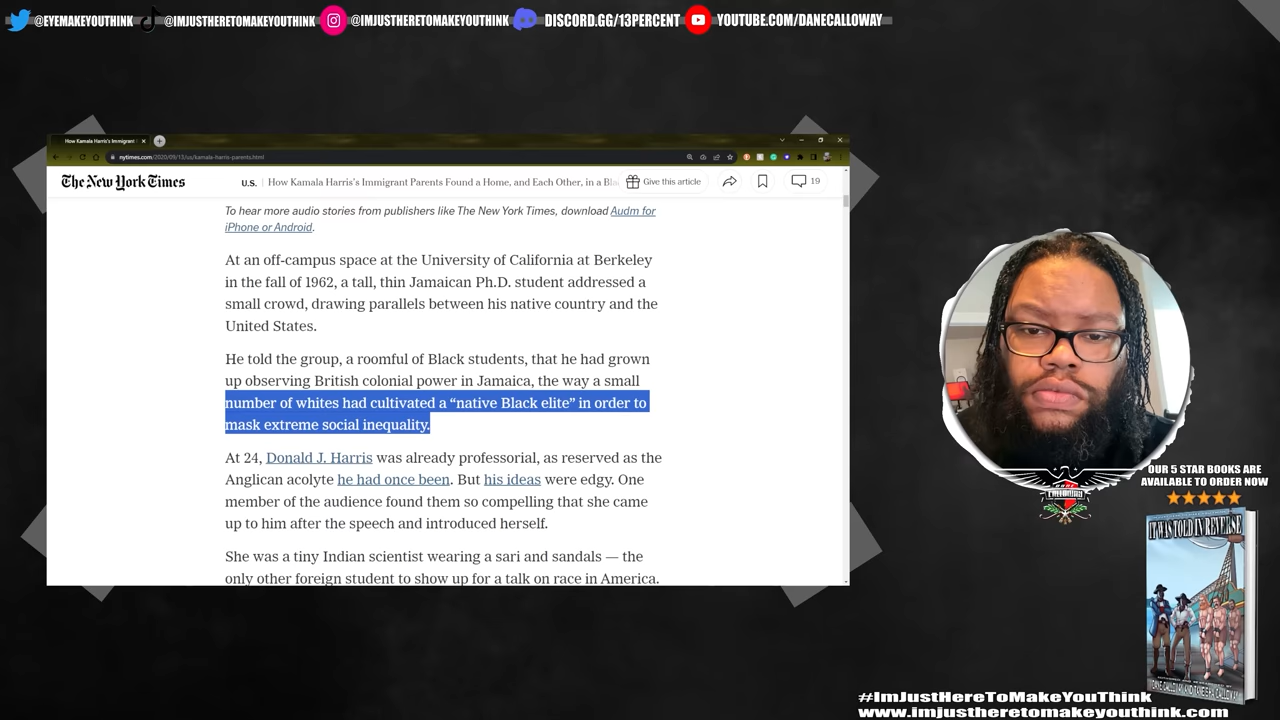 @EYEMAKEYOUTHINK @IMJUSTHERETOMAKEYOUTHINK @IMJUSTHERETOMAKEYOUTHINK DISCORD.GG/13PERCENT YOUTUBE.COM/DANECALLOWAY
How Kamala Harris's Immigrant
nytimes.com/2020/09/13/us/kamala-harris-parents.html
The New York Times
U.S. | How Kamala Harris's Immigrant Parents Found a Home, and Each Other, in a Bla
Give this article
19
To hear more audio stories from publishers like The New York Times, download Audm for
iPhone or Android.
At an off-campus space at the University of California at Berkeley
in the fall of 1962, a tall, thin Jamaican Ph.D. student addressed a
small crowd, drawing parallels between his native country and the
United States.
He told the group, a roomful of Black students, that he had grown
up observing British colonial power in Jamaica, the way a small
number of whites had cultivated a “native Black elite” in order to
mask extreme social inequality.
At 24, Donald J. Harris was already professorial, as reserved as the
Anglican acolyte he had once been. But his ideas were edgy. One
member of the audience found them so compelling that she came
up to him after the speech and introduced herself.
She was a tiny Indian scientist wearing a sari and sandals — the
only other foreign student to show up for a talk on race in America.
OUR 5 STAR BOOKS ARE
AVAILABLE TO ORDER NOW
IT WAS TOLD IN REVERSE
#ImJustHereToMakeYouThink
www.imjustheretomakeyouthink.com